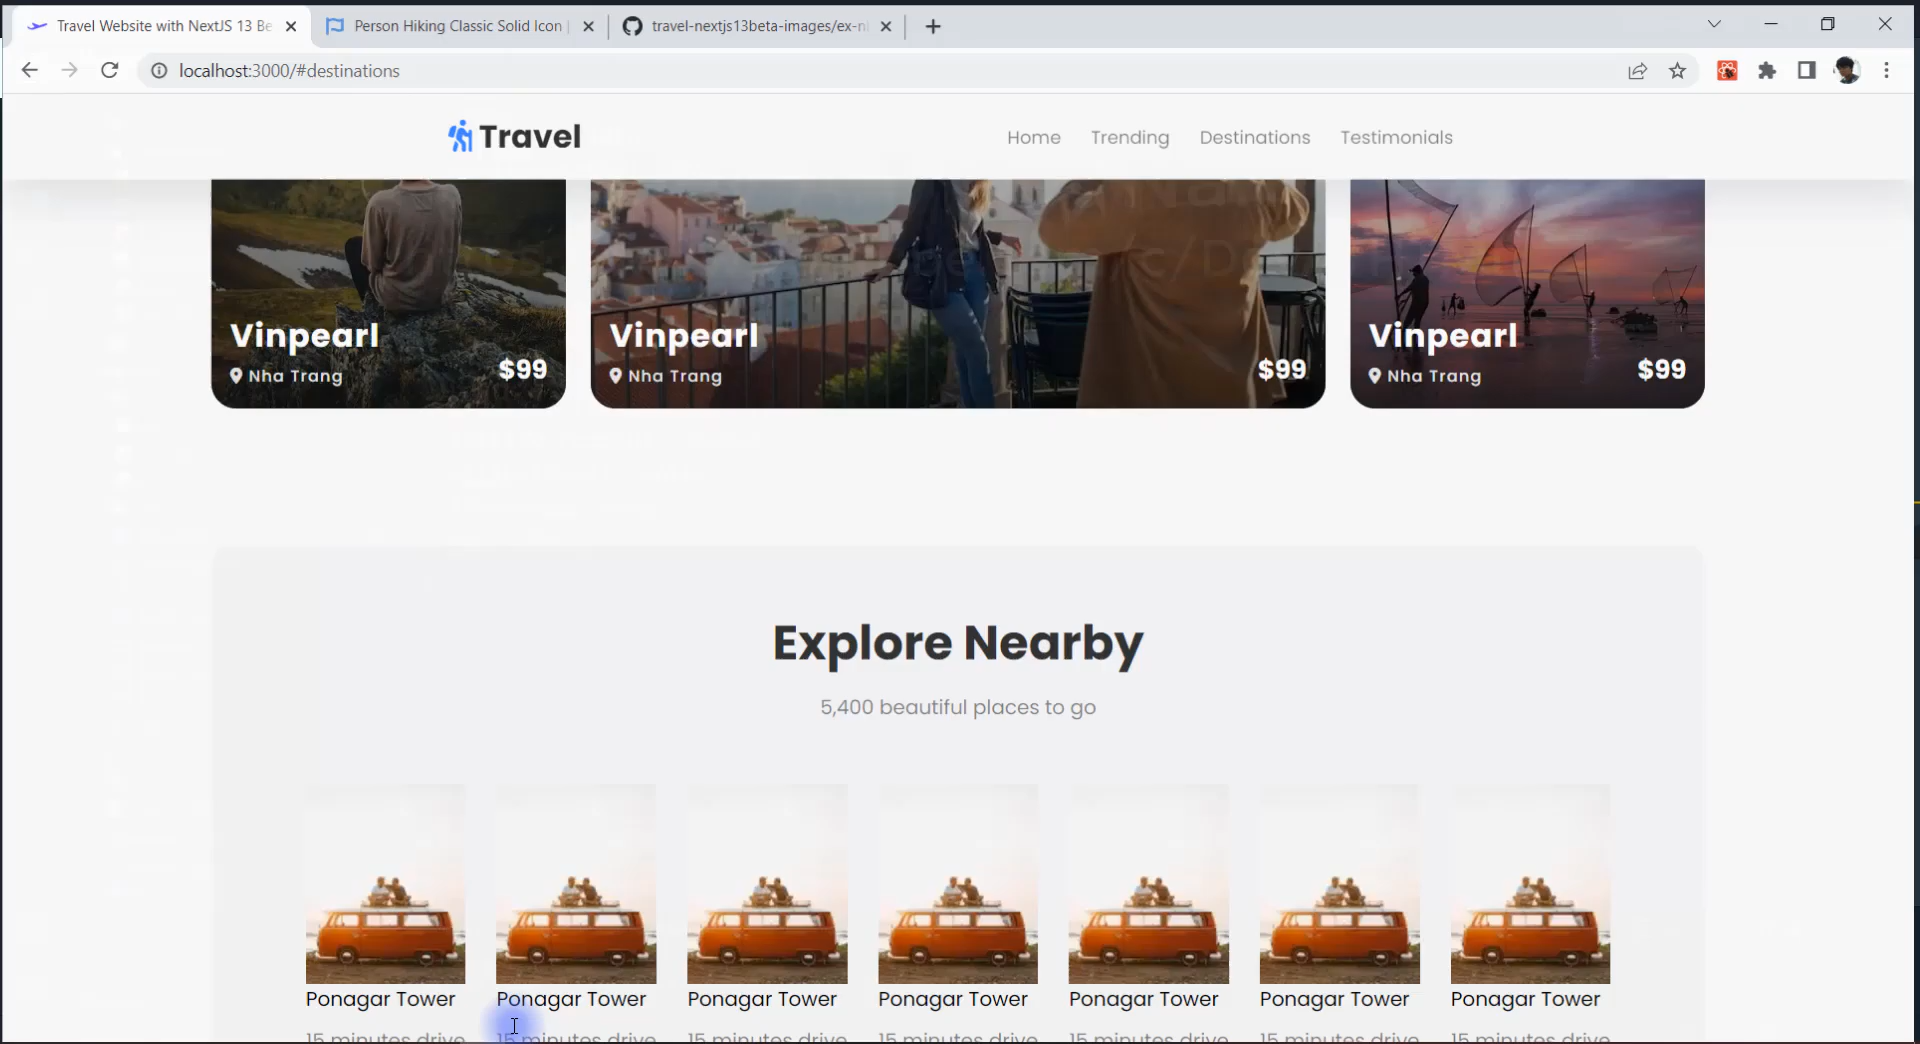 Travel Website with NextJS 13 Be
Person Hiking Classic Solid Icon |
travel-nextjs13beta-images/ex-n
localhost:3000/#destinations
Travel
Home Trending Destinations Testimonials
Vinpearl
Nha Trang
$99
Vinpearl
Nha Trang
$99
Vinpearl
Nha Trang
$99
Explore Nearby
5,400 beautiful places to go
Ponagar Tower
15 minutes drive
Ponagar Tower
15 minutes drive
Ponagar Tower
15 minutes drive
Ponagar Tower
15 minutes drive
Ponagar Tower
15 minutes drive
Ponagar Tower
15 minutes drive
Ponagar Tower
15 minutes drive